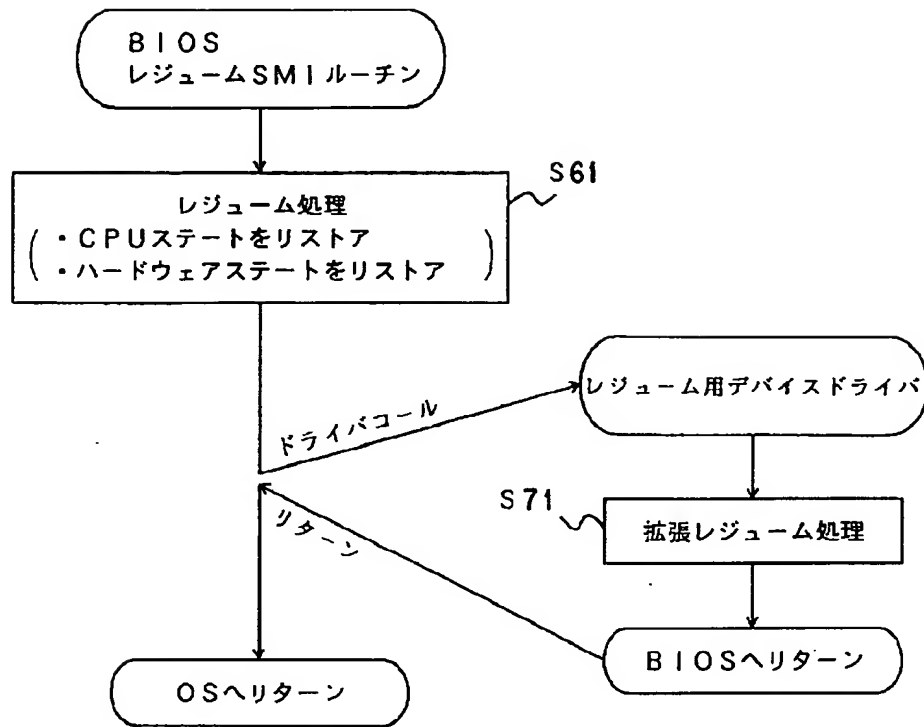 BIOS
レジュームSMIルーチン
S61
レジューム処理
・CPUステートをリストア
・ハードウェアステートをリストア
レジューム用デバイスドライバ
ドライバコール
S71
リターン
拡張レジューム処理
BIOSへリターン
OSへリターン